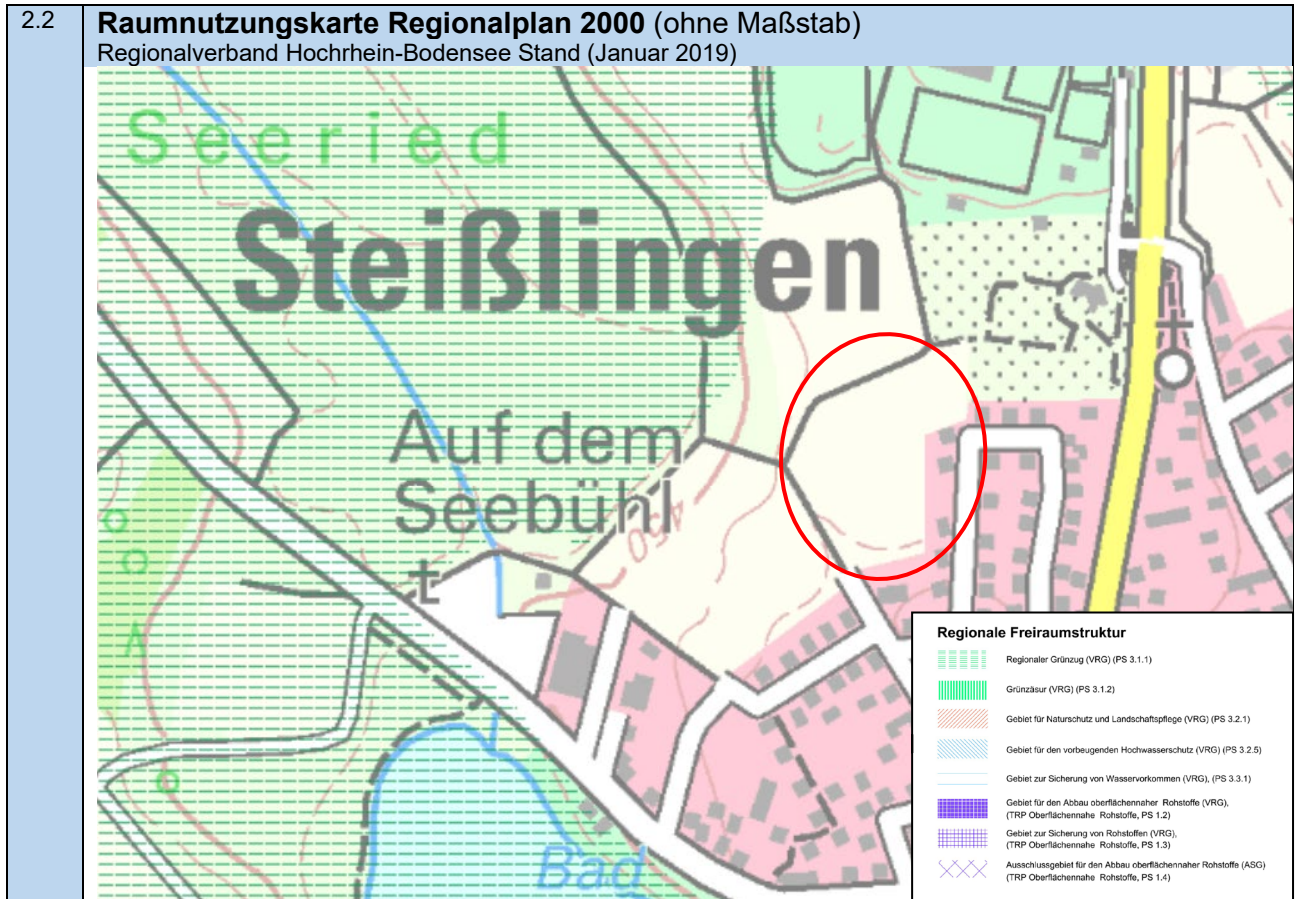 2.2
Raumnutzungskarte Regionalplan 2000 (ohne Maßstab)
Regionalverband Hochrhein-Bodensee Stand (Januar 2019)
Seeried
Steißlingen
Auf dem
Seebühl
450
Bad
Regionale Freiraumstruktur
Regionaler Grünzug (VRG) (PS 3.1.1)
Grünzäsur (VRG) (PS 3.1.2)
Gebiet für Naturschutz und Landschaftspflege (VRG) (PS 3.2.1)
Gebiet für den vorbeugenden Hochwasserschutz (VRG) (PS 3.2.5)
Gebiet zur Sicherung von Wasservorkommen (VRG), (PS 3.3.1)
Gebiet für den Abbau oberflächennaher Rohstoffe (VRG),
(TRP Oberflächennahe Rohstoffe, PS 1.2)
Gebiet zur Sicherung von Rohstoffen (VRG),
(TRP Oberflächennahe Rohstoffe, PS 1.3)
Ausschlussgebiet für den Abbau oberflächennaher Rohstoffe (ASG)
(TRP Oberflächennahe Rohstoffe, PS 1.4)